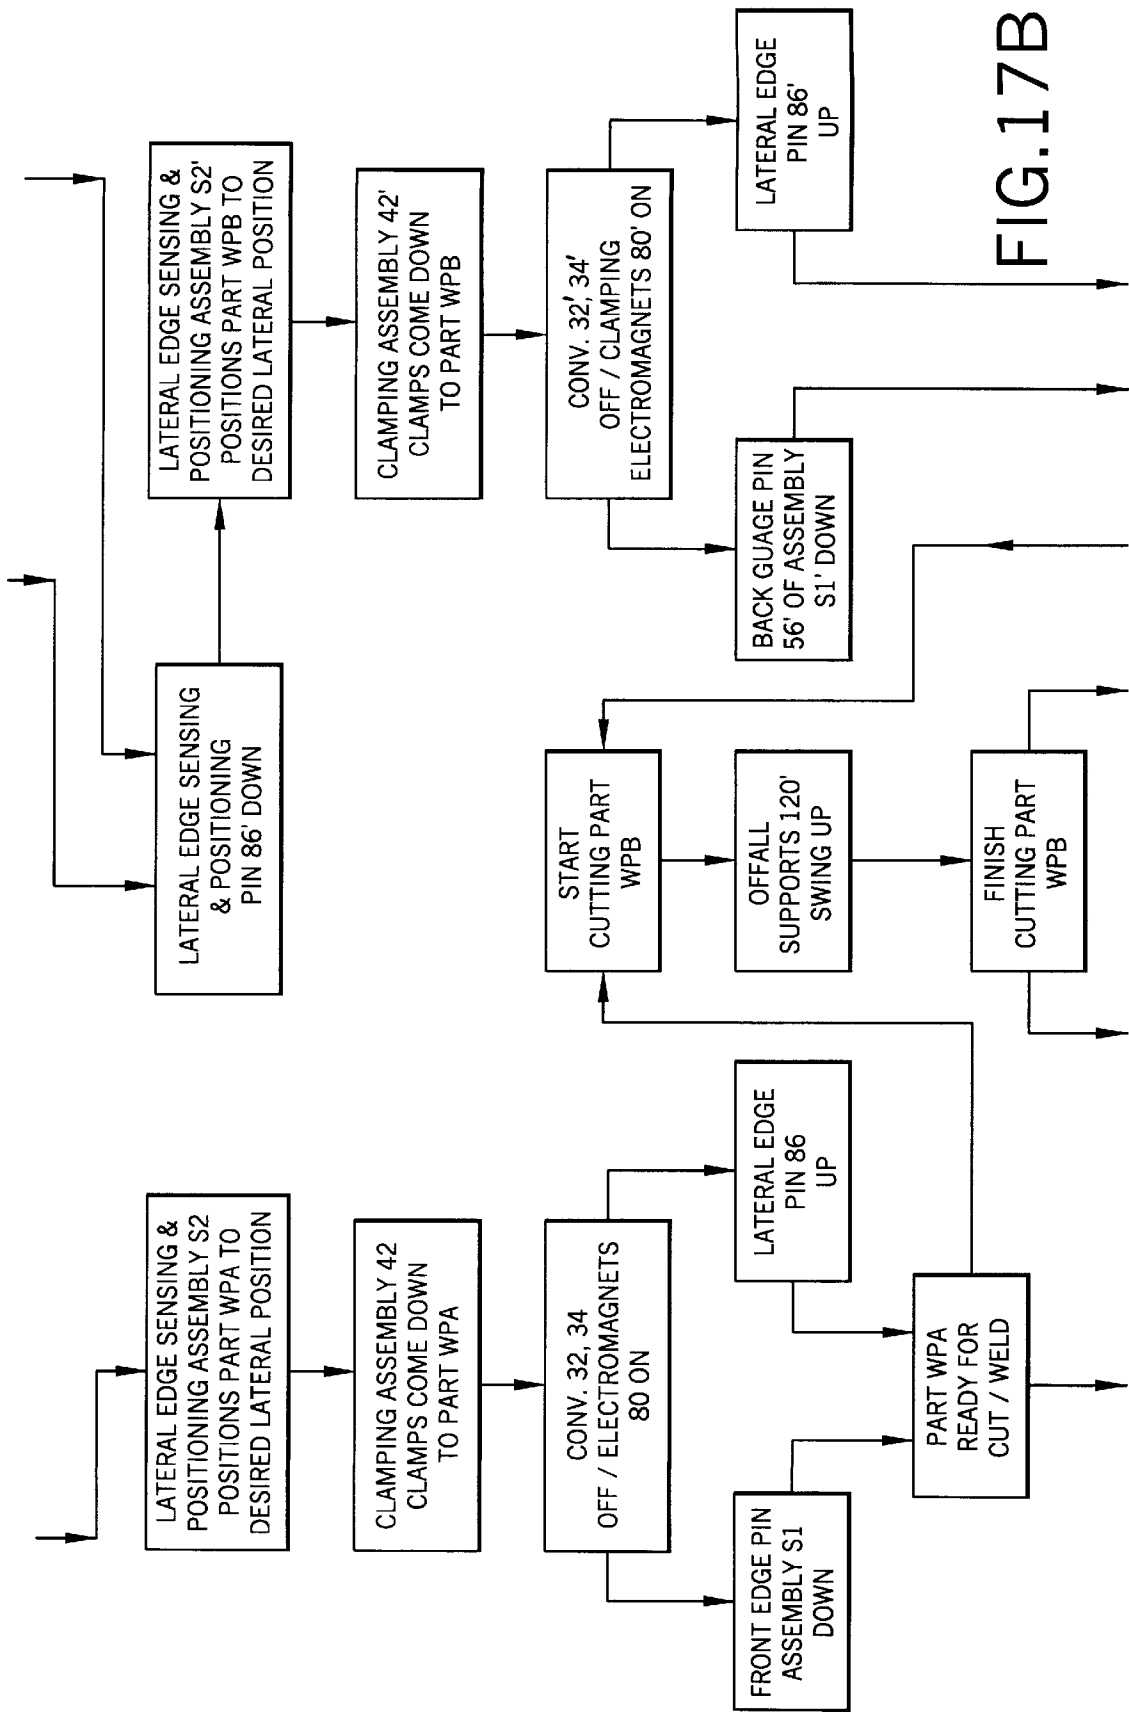 LATERAL EDGE SENSING &
POSITIONING ASSEMBLY S2
POSITIONS PART WPA TO
DESIRED LATERAL POSITION
CLAMPING ASSEMBLY 42
CLAMPS COME DOWN
TO PART WPA
CONV. 32, 34
OFF / ELECTROMAGNETS
80 ON
FRONT EDGE PIN
ASSEMBLY S1
DOWN
LATERAL EDGE
PIN 86
UP
PART WPA
READY FOR
CUT / WELD
LATERAL EDGE SENSING
& POSITIONING
PIN 86' DOWN
LATERAL EDGE SENSING &
POSITIONING ASSEMBLY S2'
POSITIONS PART WPB TO
DESIRED LATERAL POSITION
CLAMPING ASSEMBLY 42'
CLAMPS COME DOWN
TO PART WPB
CONV. 32', 34'
OFF / CLAMPING
ELECTROMAGNETS 80' ON
BACK GUAGE PIN
56' OF ASSEMBLY
S1' DOWN
LATERAL EDGE
PIN 86'
UP
START
CUTTING PART
WPB
OFFALL
SUPPORTS 120'
SWING UP
FINISH
CUTTING PART
WPB
FIG.17B